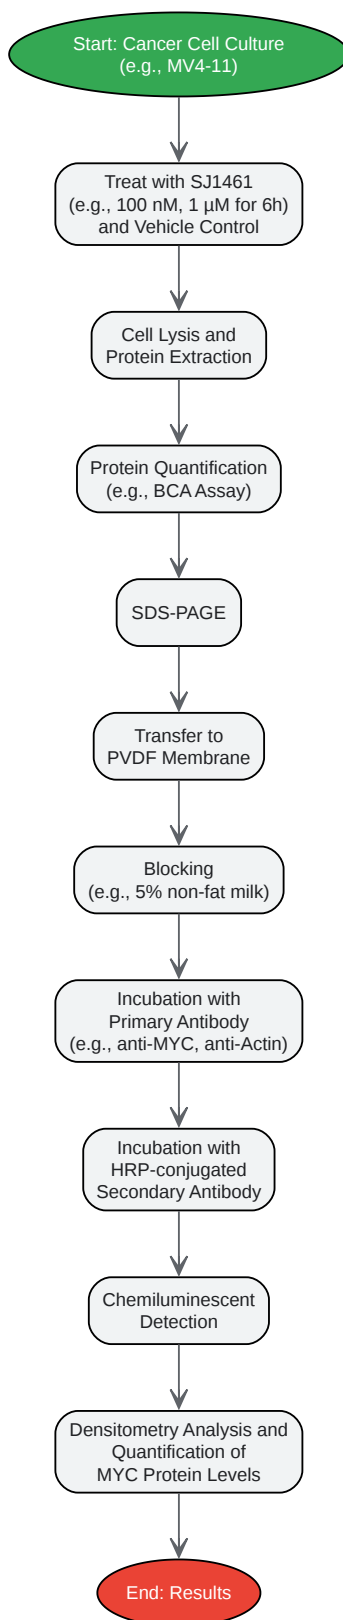 Start: Cancer Cell Culture
(e.g., MV4-11)
Treat with SJ1461
(e.g., 100 nM, 1 µM for 6h)
and Vehicle Control
Cell Lysis and
Protein Extraction
Protein Quantification
(e.g., BCA Assay)
SDS-PAGE
Transfer to
PVDF Membrane
Blocking
(e.g., 5% non-fat milk)
Incubation with
Primary Antibody
(e.g., anti-MYC, anti-Actin)
Incubation with
HRP-conjugated
Secondary Antibody
Chemiluminescent
Detection
Densitometry Analysis and
Quantification of
MYC Protein Levels
End: Results